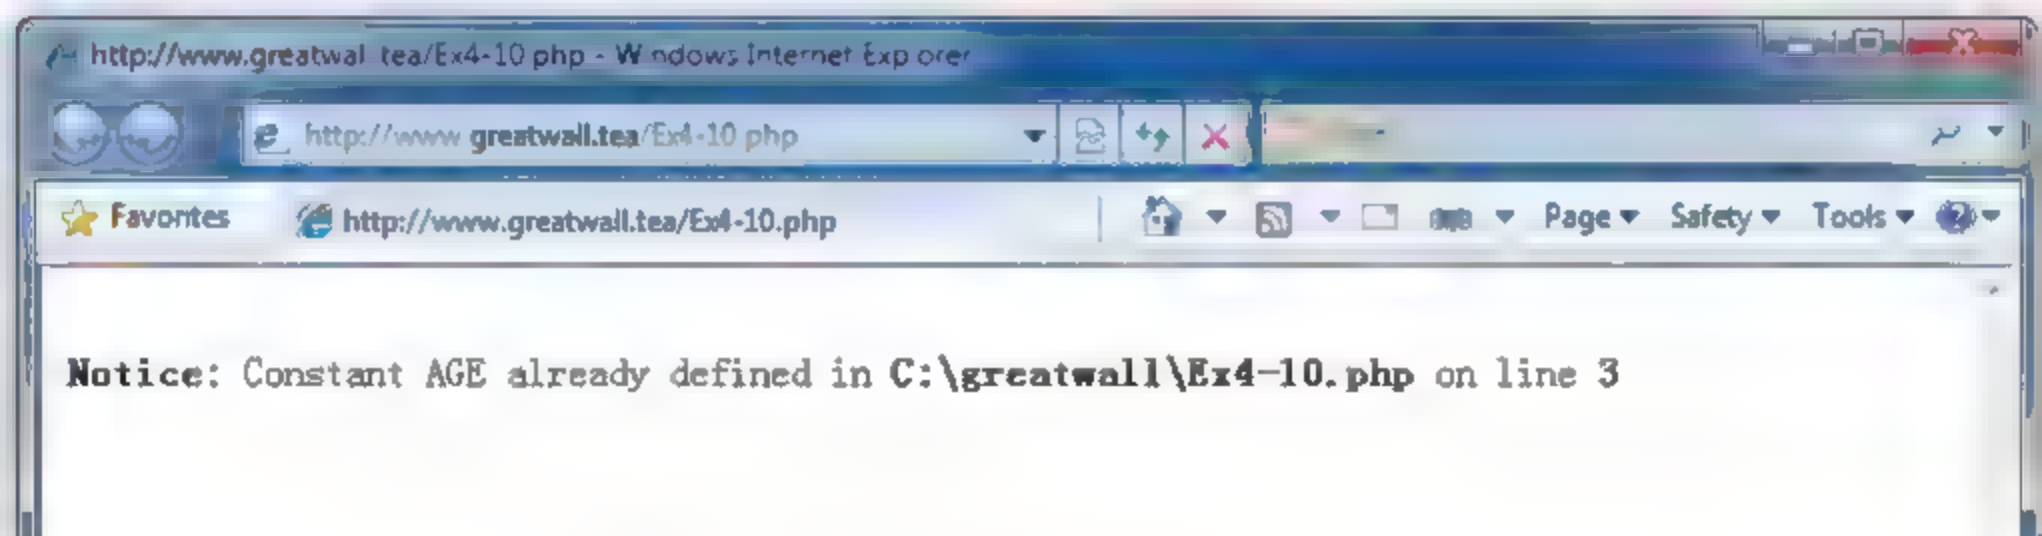 http://www.greatwal tea/Ex4-10 php - W ndows Internet Exp orer
http://www greatwall.tea/Ex4-10 php
Favorites http://www.greatwall.tea/Ex4-10.php Page Safety Tools
Notice: Constant AGE already defined in C:\greatwall\Ex4-10.php on line 3